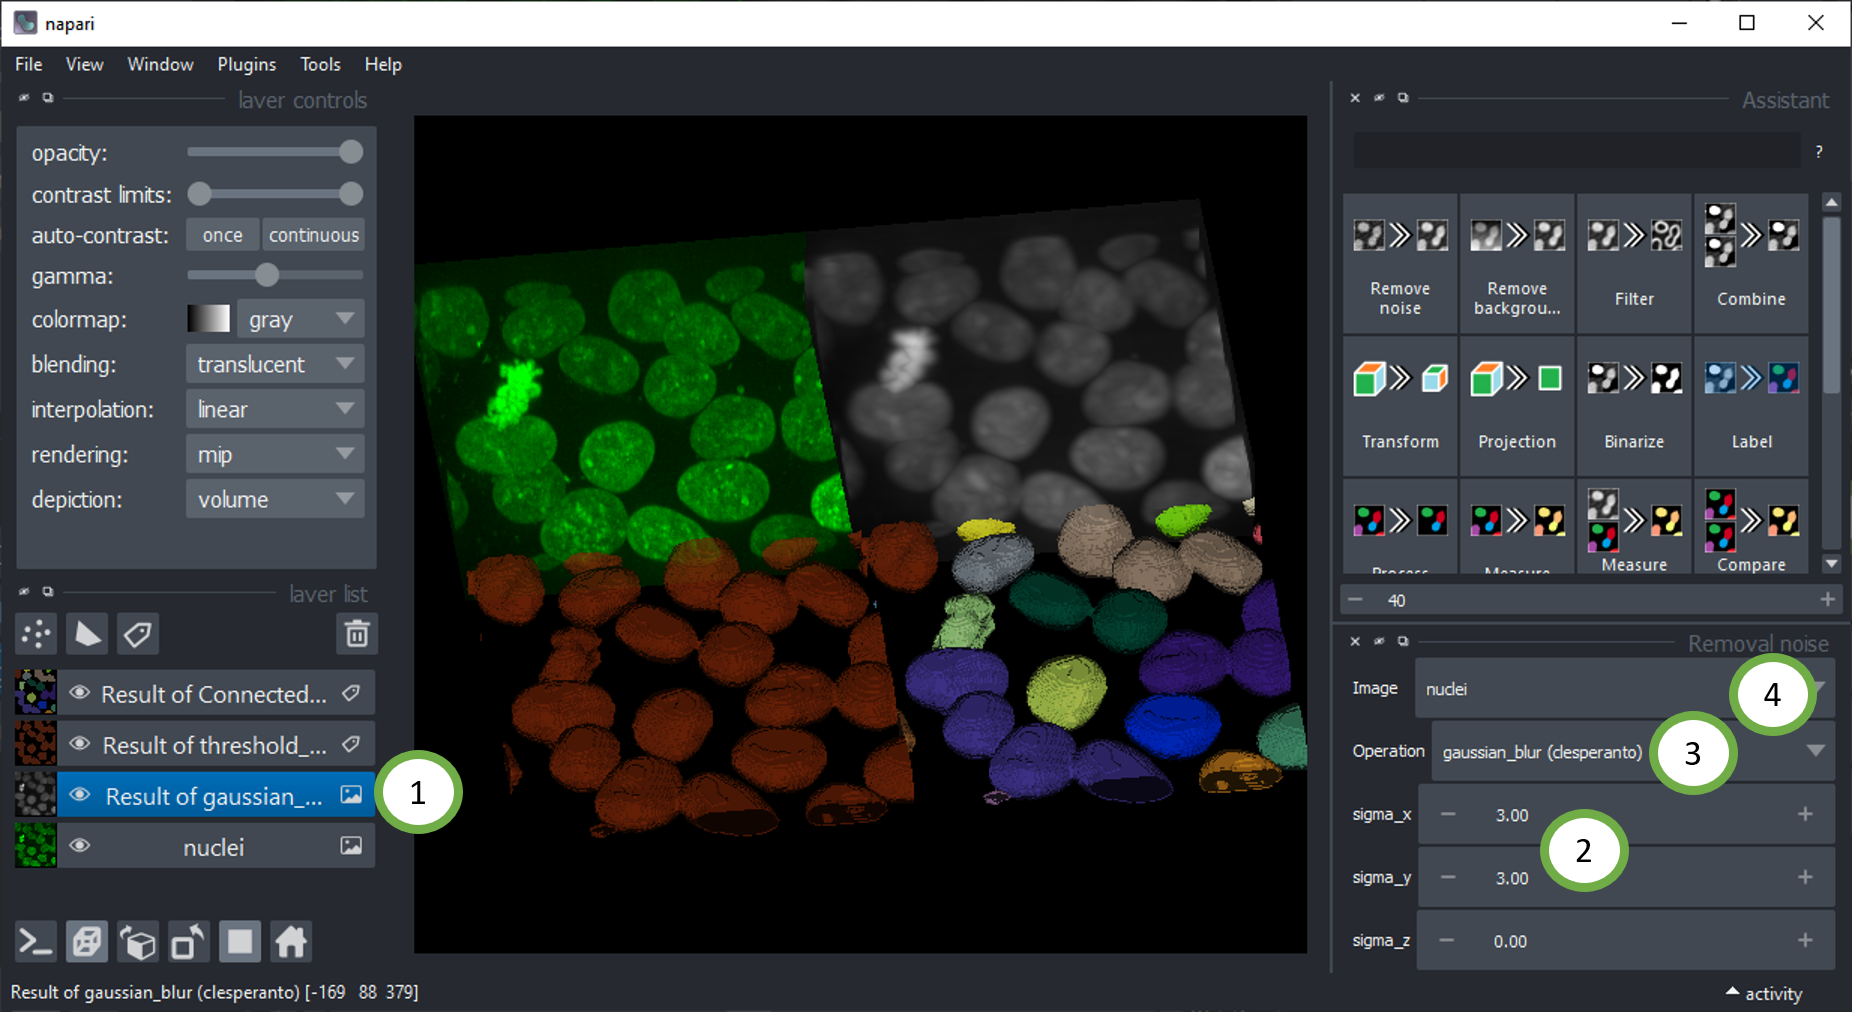 napari
File View Window Plugins Tools Help
layer controls
opacity:
contrast limits:
auto-contrast: once continuous
gamma:
colormap: gray
blending: translucent
interpolation: linear
rendering: mip
depiction: volume
layer list
Result of Connected...
Result of threshold_...
Result of gaussian_... 1
nuclei
Result of gaussian_blur (clesperanto) [-169 88 379]
Assistant
?
Remove noise
Remove backgrou...
Filter
Combine
Transform
Projection
Binarize
Label
Process
Measure
Measure
Compare
40
Removal noise
Image nuclei 4
Operation gaussian_blur (clesperanto) 3
sigma_x 3.00
2
sigma_y 3.00
sigma_z 0.00
activity